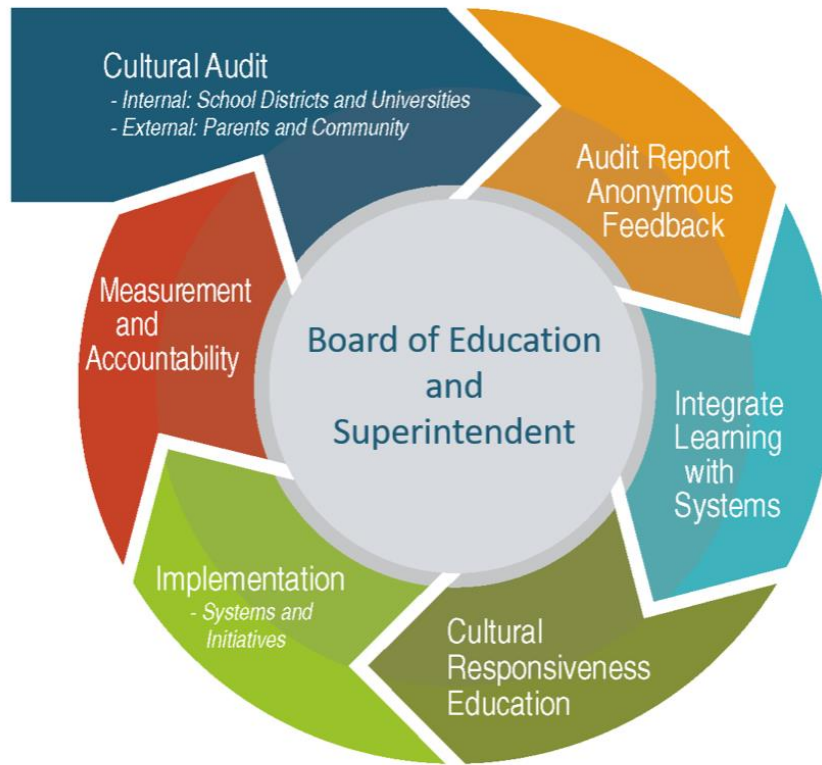 Cultural Audit
- Internal: School Districts and Universities
- External: Parents and Community
Audit Report
Anonymous
Feedback
Integrate
Learning
with
Systems
Cultural
Responsiveness
Education
Implementation
- Systems and
Initiatives
Measurement
and
Accountability
Board of Education
and
Superintendent